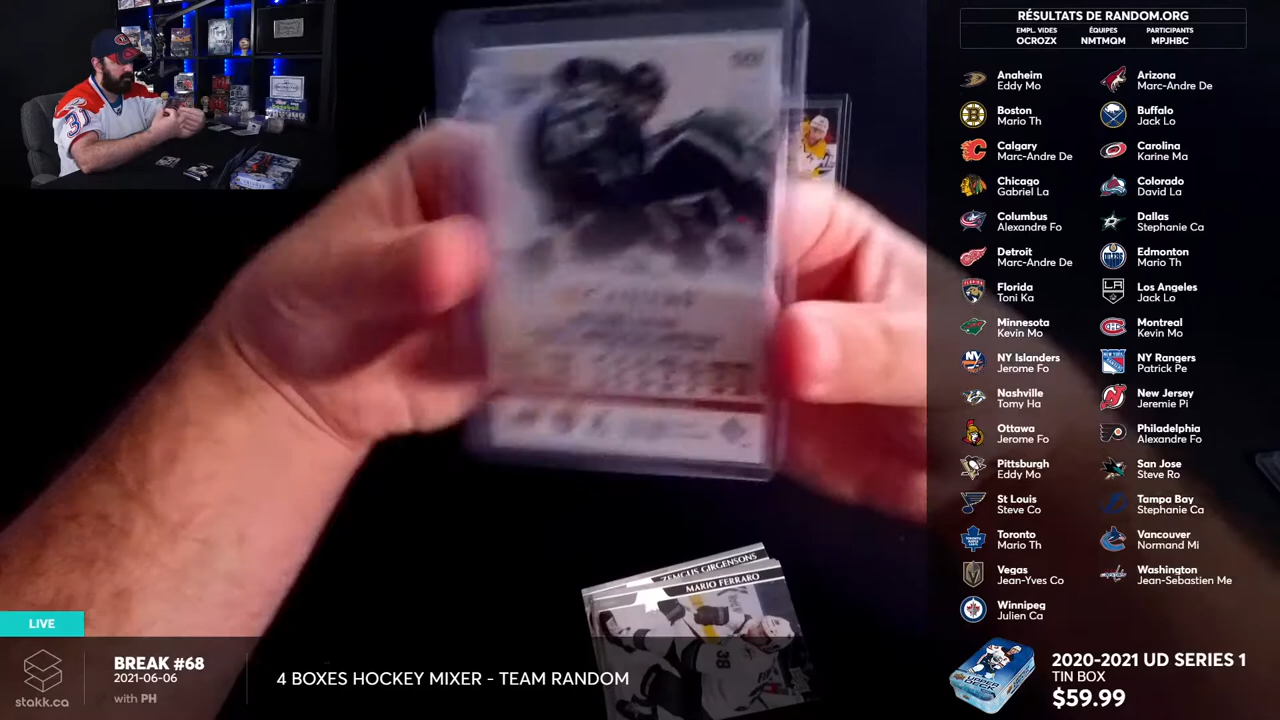 RÉSULTATS DE RANDOM.ORG
EMPL. VIDES ÉQUIPES PARTICIPANTS
OCROZX NMTMQM MPJHBC
Anaheim Arizona
Eddy Mo Marc-Andre De
Boston Buffalo
Mario Th Jack Lo
Calgary Carolina
Marc-Andre De Karine Ma
Chicago Colorado
Gabriel La David La
Columbus Dallas
Alexandre Fo Stephanie Ca
Detroit Edmonton
Marc-Andre De Mario Th
Florida Los Angeles
Toni Ka Jack Lo
Minnesota Montreal
Kevin Mo Kevin Mo
NY Islanders NY Rangers
Jerome Fo Patrick Pe
Nashville New Jersey
Tomy Ha Jeremie Pi
Ottawa Philadelphia
Jerome Fo Alexandre Fo
Pittsburgh San Jose
Eddy Mo Steve Ro
St Louis Tampa Bay
Steve Co Stephanie Ca
Toronto Vancouver
Mario Th Normand Mi
Vegas Washington
Jean-Yves Co Jean-Sebastien Me
Winnipeg
Julien Ca
ZEMGUS GIRGENSONS
MARIO FERRARO
38
31
LIVE
stakk.ca
BREAK #68
2021-06-06
with PH
4 BOXES HOCKEY MIXER - TEAM RANDOM
2020-2021 UD SERIES 1
TIN BOX
$59.99